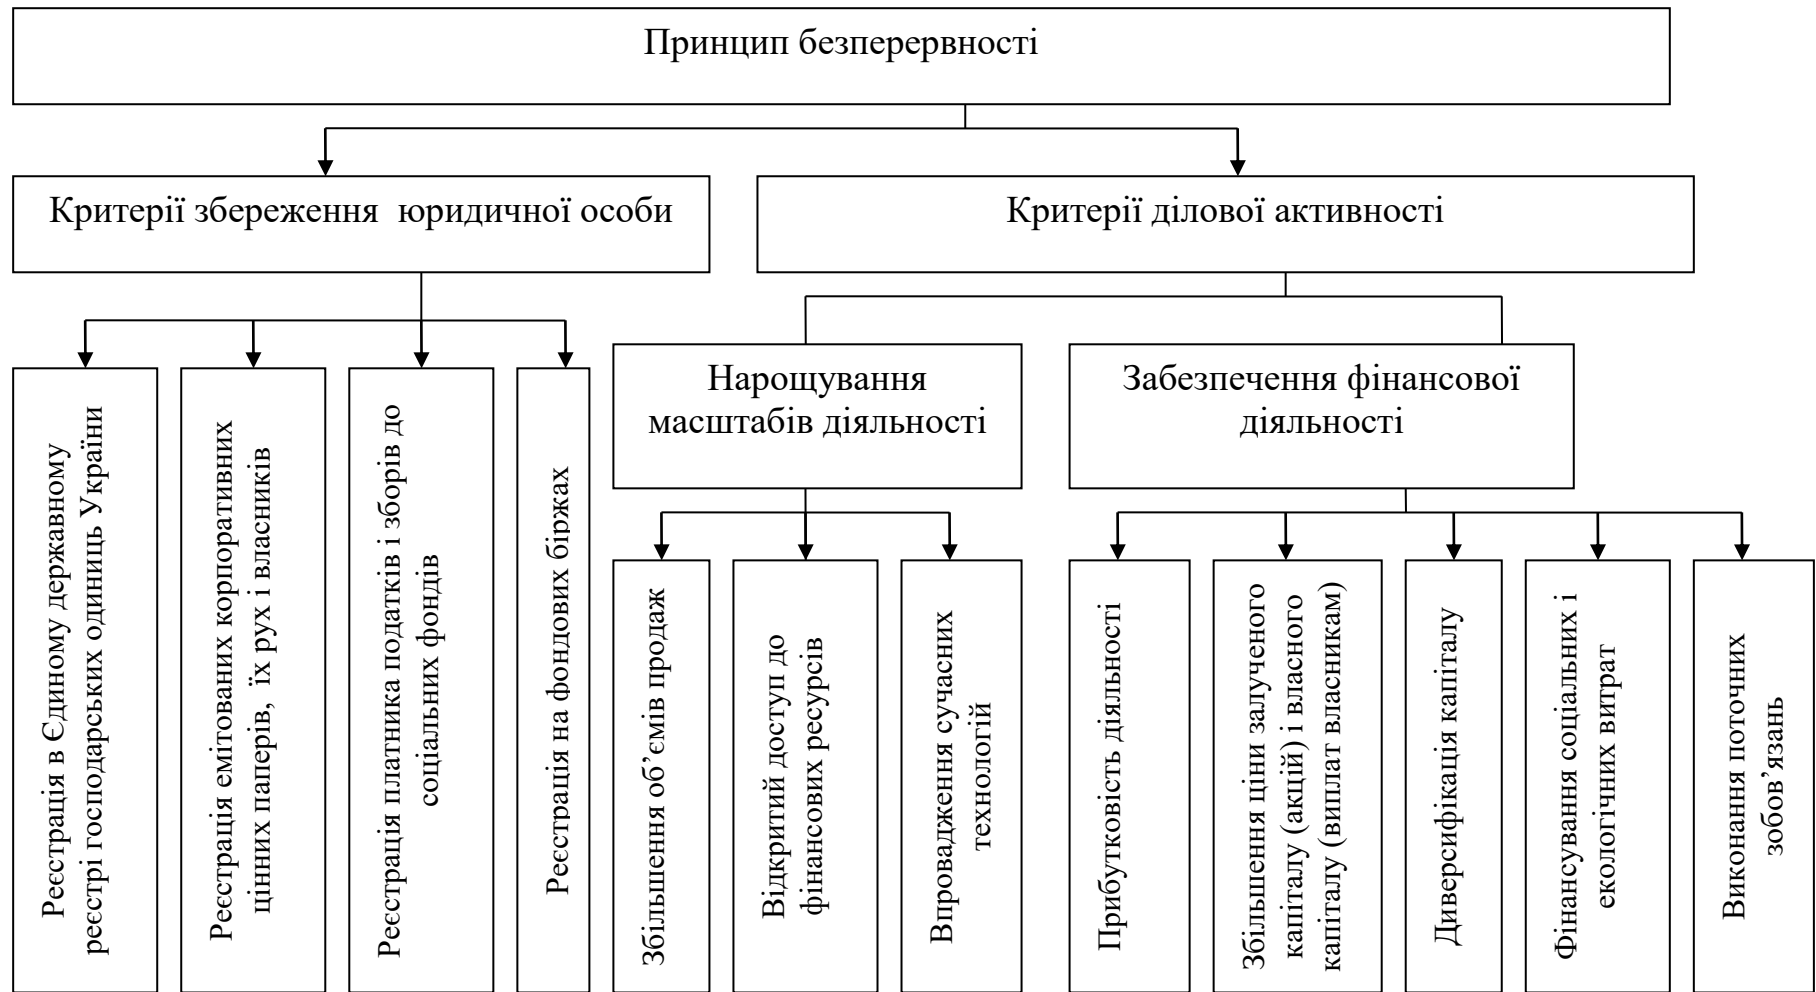 Принцип безперервності
Критерії збереження юридичної особи
Критерії ділової активності
Нарощування
масштабів діяльності
Забезпечення фінансової
діяльності
Реєстрація в Єдиному державному
реєстрі господарських одиниць України
Реєстрація емітованих корпоративних
цінних паперів, їх рух і власників
Реєстрація платника податків і зборів до
соціальних фондів
Реєстрація на фондових біржах
Збільшення об’ємів продаж
Відкритий доступ до
фінансових ресурсів
Впровадження сучасних
технологій
Прибутковість діяльності
Збільшення ціни залученого
капіталу (акцій) і власного
капіталу (виплат власникам)
Диверсифікація капіталу
Фінансування соціальних і
екологічних витрат
Виконання поточних
зобов’язань